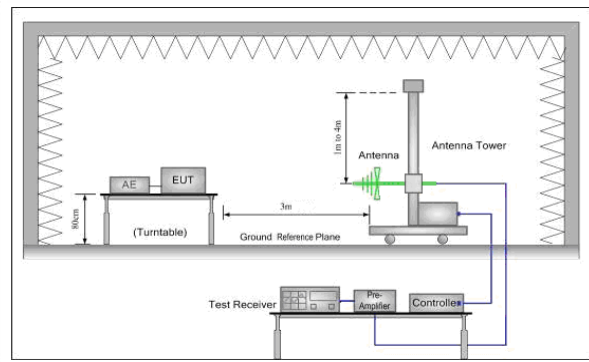 1m to 4m
Antenna
Antenna Tower
AE
EUT
80cm
(Turntable)
3m
Ground Reference Plane
Test Receiver
Pre-
Amplifier
Controller